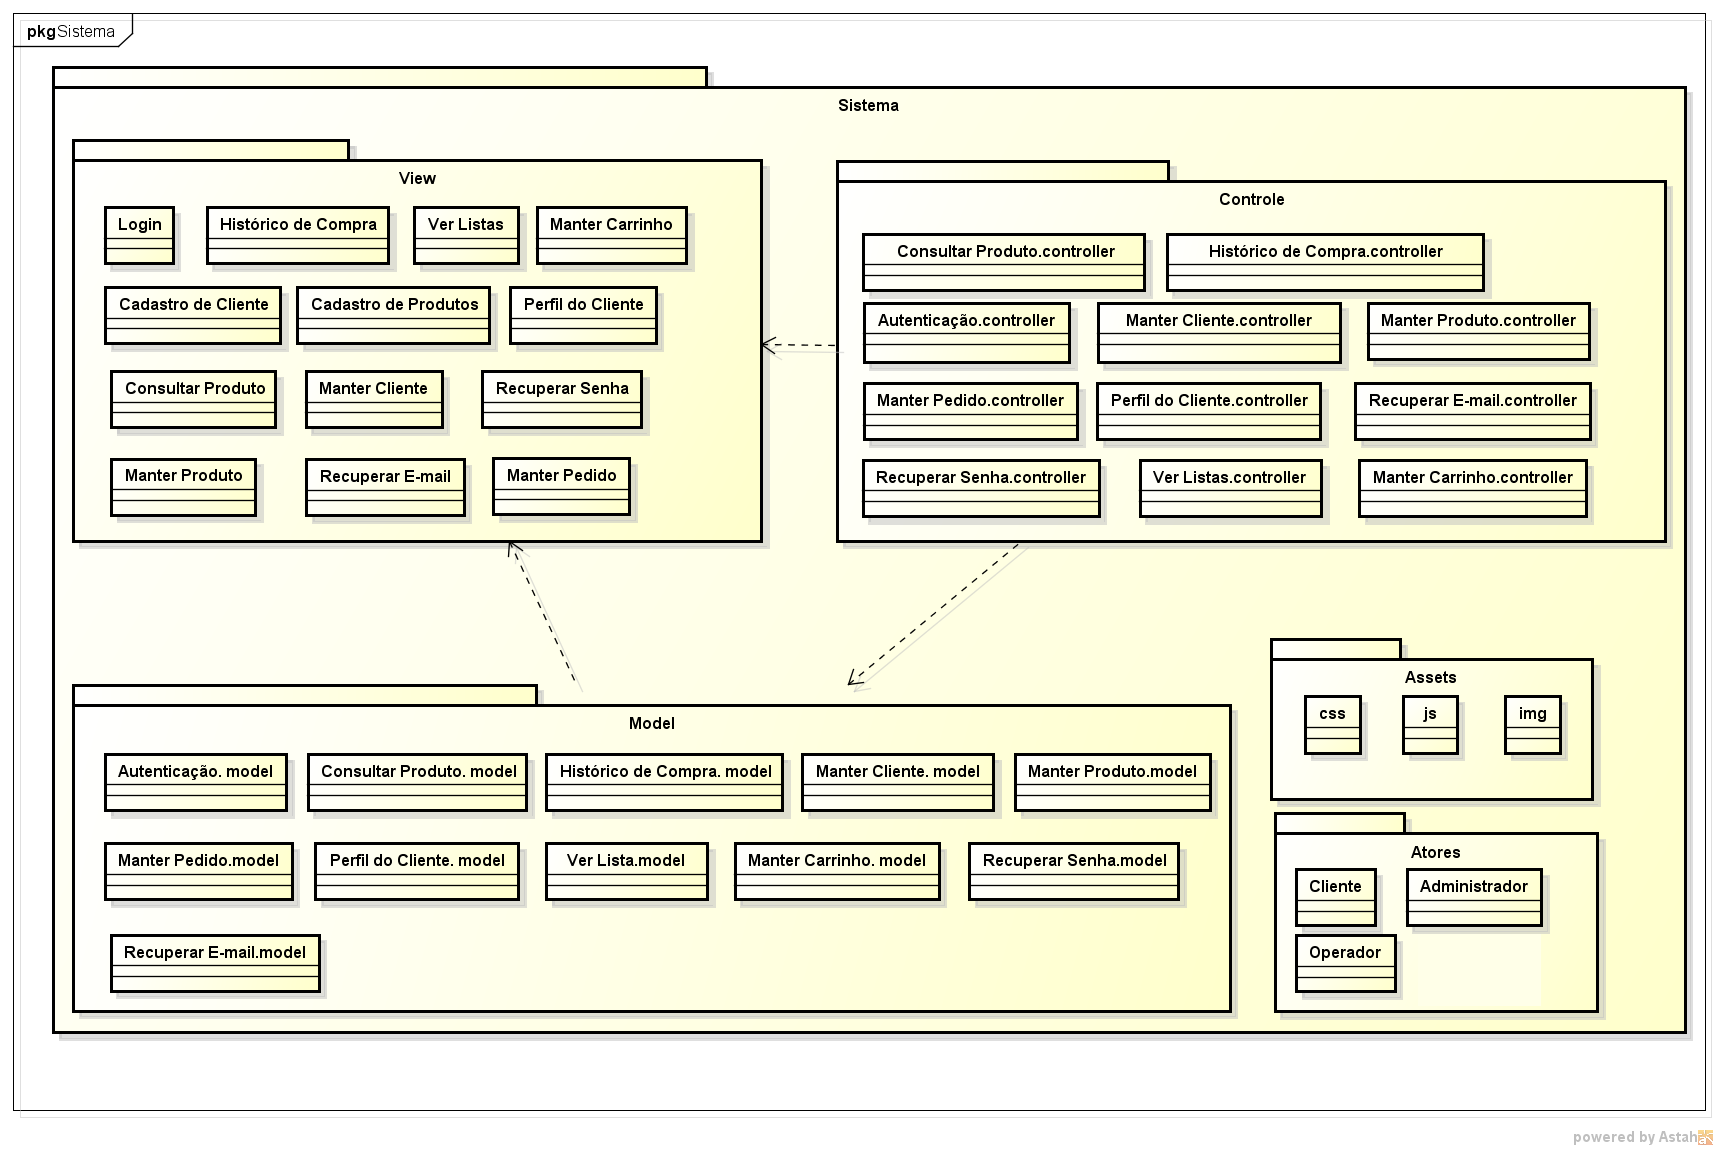 pkg Sistema
Sistema
View
Login
Histórico de Compra
Ver Listas
Manter Carrinho
Cadastro de Cliente
Cadastro de Produtos
Perfil do Cliente
Consultar Produto
Manter Cliente
Recuperar Senha
Manter Produto
Recuperar E-mail
Manter Pedido
Controle
Consultar Produto.controller
Histórico de Compra.controller
Autenticação.controller
Manter Cliente.controller
Manter Produto.controller
Manter Pedido.controller
Perfil do Cliente.controller
Recuperar E-mail.controller
Recuperar Senha.controller
Ver Listas.controller
Manter Carrinho.controller
Model
Autenticação. model
Consultar Produto. model
Histórico de Compra. model
Manter Cliente. model
Manter Produto.model
Manter Pedido.model
Perfil do Cliente. model
Ver Lista.model
Manter Carrinho. model
Recuperar Senha.model
Recuperar E-mail.model
Assets
css
js
img
Atores
Cliente
Administrador
Operador
powered by Astah